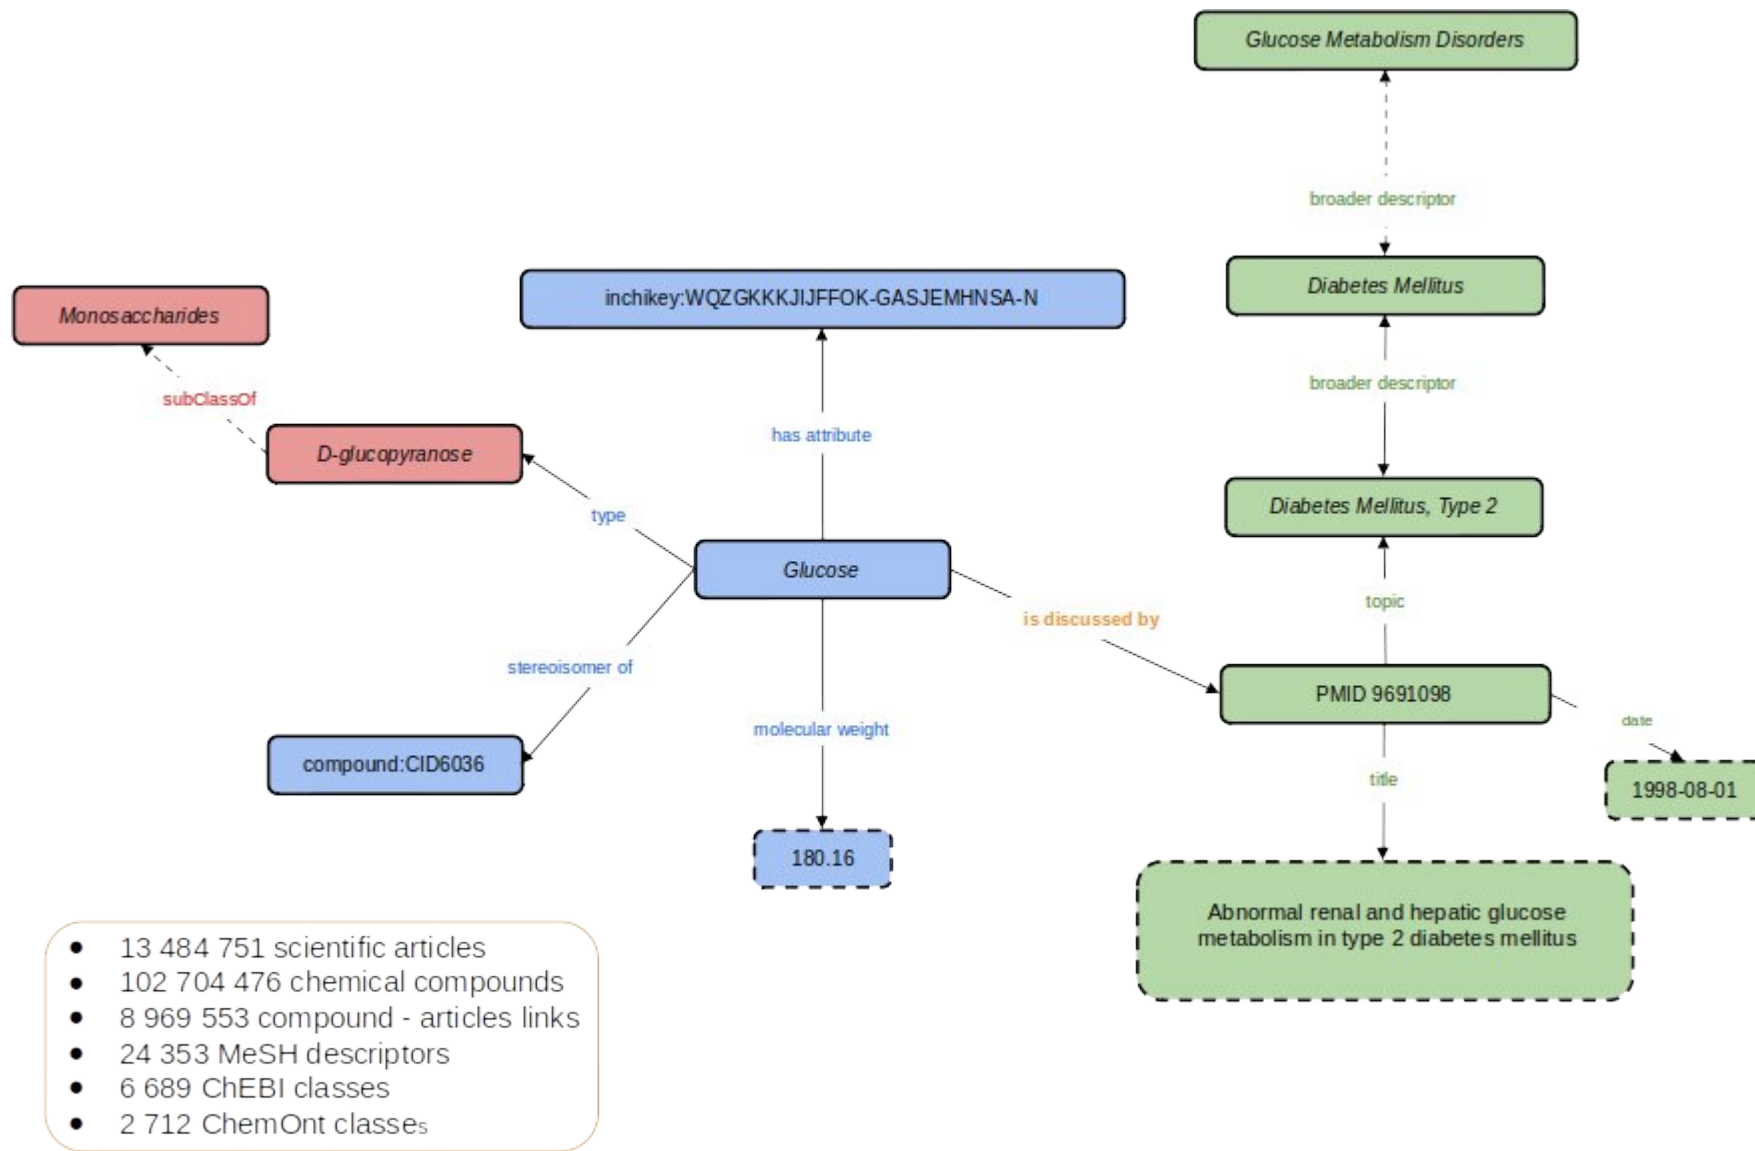 Glucose Metabolism Disorders
broader descriptor
Diabetes Mellitus
inchikey:WQZGKKKJIJFFOK-GASJEMHNSA-N
Monosaccharides
subClassOf
broader descriptor
has attribute
D-glucopyranose
type
Diabetes Mellitus, Type 2
Glucose
topic
is discussed by
stereoisomer of
PMID 9691098
date
molecular weight
compound:CID6036
title
1998-08-01
180.16
Abnormal renal and hepatic glucose
metabolism in type 2 diabetes mellitus
• 13 484 751 scientific articles
• 102 704 476 chemical compounds
• 8 969 553 compound - articles links
• 24 353 MeSH descriptors
• 6 689 ChEBI classes
• 2 712 ChemOnt classes